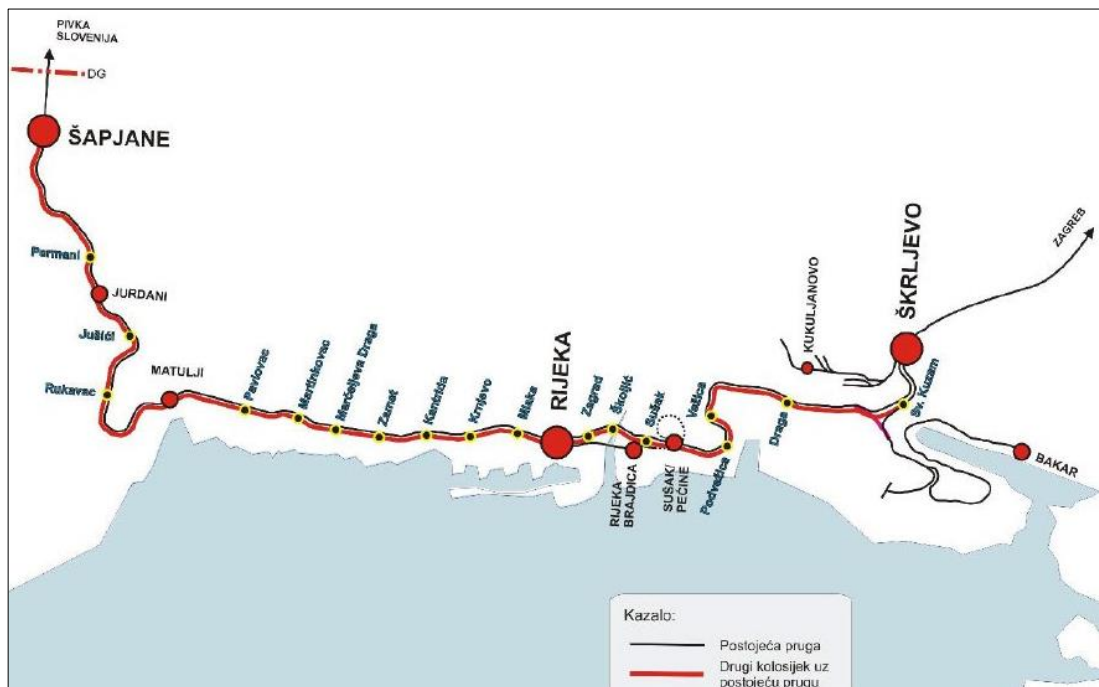 PIVKA
SLOVENIJA
DG
ŠAPJANE
Permani
JURDANI
Jušići
Rukavac
MATULJI
Pavlovac
Martinkovac
Marčeljeva Draga
Zamet
Kantrida
Krnjevo
Mlaka
RIJEKA
Zagrad
Školjić
RIJEKA
BRAJDICA
Sušak
SUŠAK/
PEĆINE
Vežica
Podvežica
Draga
KUKULJANOVO
ŠKRLJEVO
Sv. Kuzam
ZAGREB
BAKAR
Kazalo:
Postojeća pruga
Drugi kolosijek uz
postojeću prugu